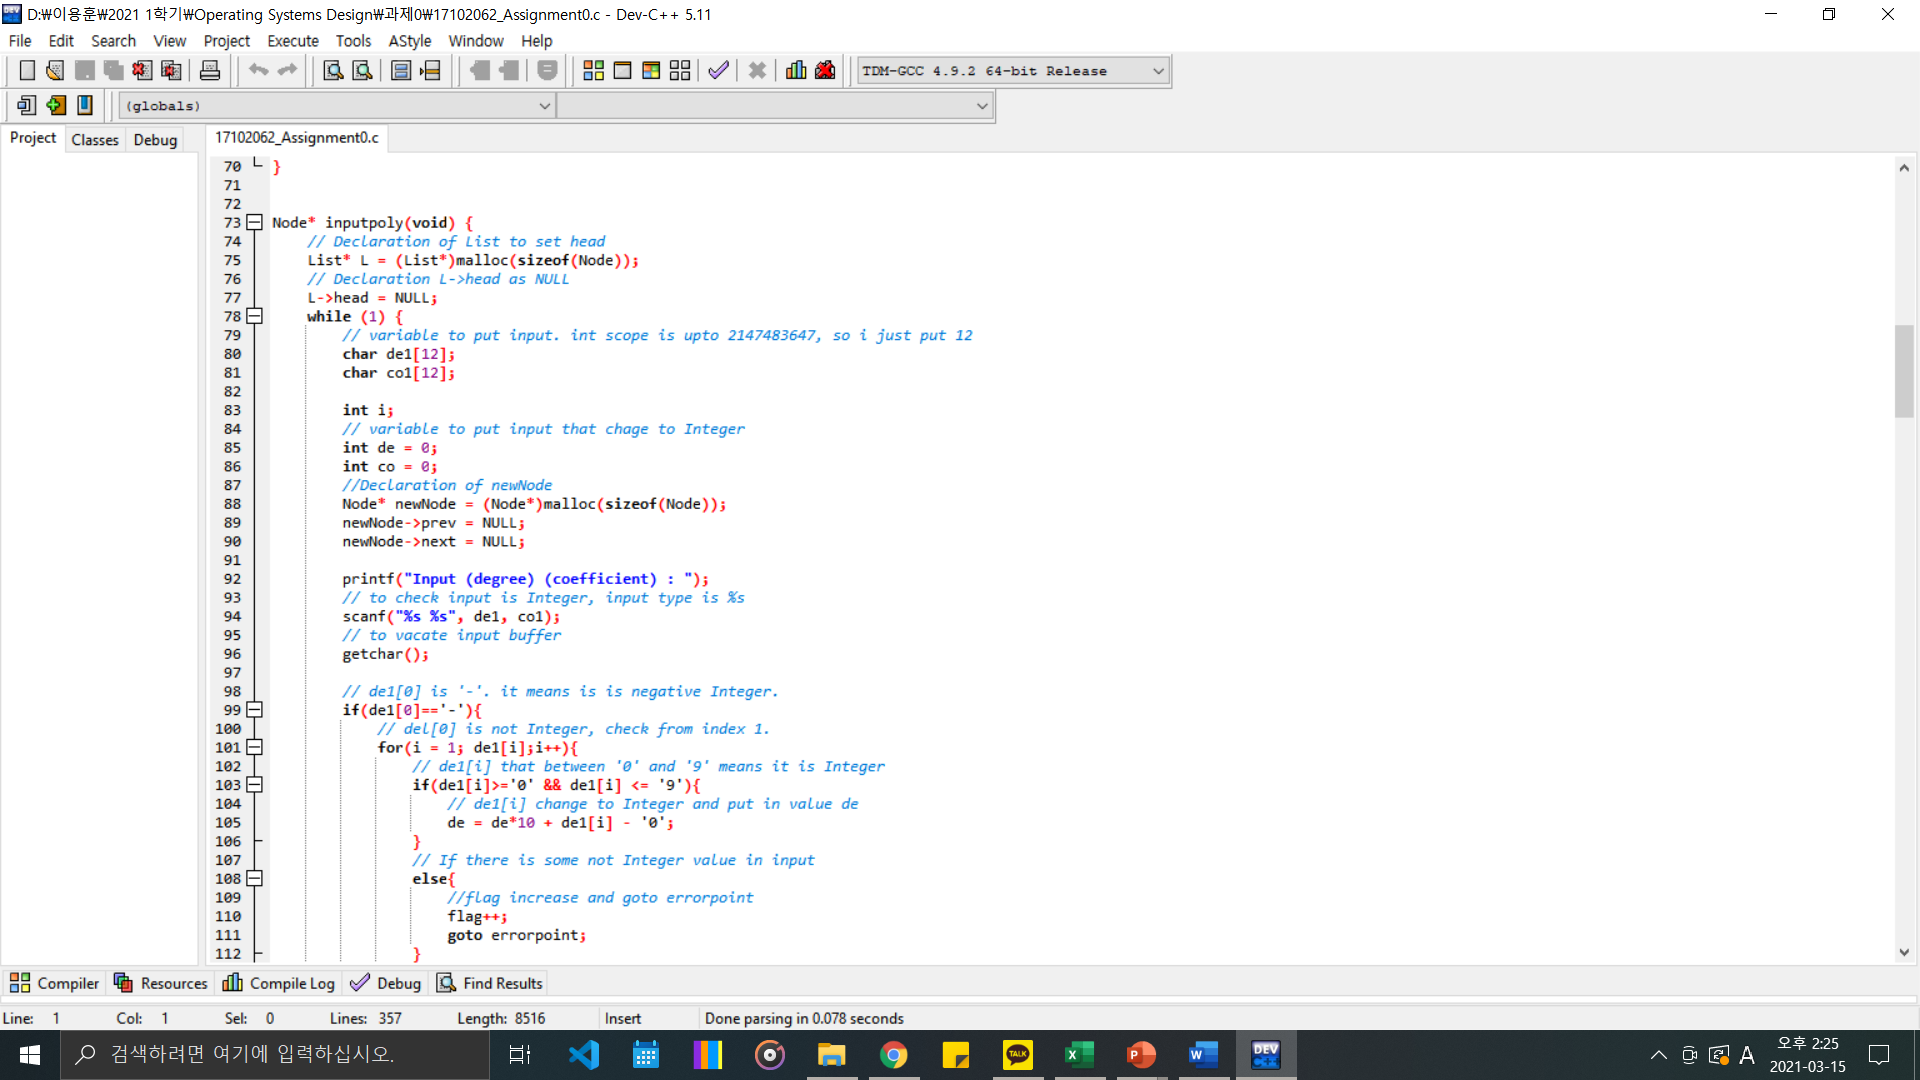 D:₩이용훈₩2021 1학기₩Operating Systems Design₩과제0₩17102062_Assignment0.c - Dev-C++ 5.11
File Edit Search View Project Execute Tools AStyle Window Help
TDM-GCC 4.9.2 64-bit Release
(globals)
Project Classes Debug 17102062_Assignment0.c
70 }
71
72
73 Node* inputpoly(void) {
74 // Declaration of List to set head
75 List* L = (List*)malloc(sizeof(Node));
76 // Declaration L->head as NULL
77 L->head = NULL;
78 while (1) {
79 // variable to put input. int scope is upto 2147483647, so i just put 12
80 char de1[12];
81 char co1[12];
82
83 int i;
84 // variable to put input that chage to Integer
85 int de = 0;
86 int co = 0;
87 //Declaration of newNode
88 Node* newNode = (Node*)malloc(sizeof(Node));
89 newNode->prev = NULL;
90 newNode->next = NULL;
91
92 printf("Input (degree) (coefficient) : ");
93 // to check input is Integer, input type is %s
94 scanf("%s %s", de1, co1);
95 // to vacate input buffer
96 getchar();
97
98 // de1[0] is '-'. it means is is negative Integer.
99 if(de1[0]=='-'){
100 // del[0] is not Integer, check from index 1.
101 for(i = 1; de1[i];i++){
102 // de1[i] that between '0' and '9' means it is Integer
103 if(de1[i]>='0' && de1[i] <= '9'){
104 // de1[i] change to Integer and put in value de
105 de = de*10 + de1[i] - '0';
106 }
107 // If there is some not Integer value in input
108 else{
109 //flag increase and goto errorpoint
110 flag++;
111 goto errorpoint;
112 }
Compiler Resources Compile Log Debug Find Results
Line: 1 Col: 1 Sel: 0 Lines: 357 Length: 8516 Insert Done parsing in 0.078 seconds
검색하려면 여기에 입력하십시오.
TALK
DEV
A
오후 2:25
2021-03-15